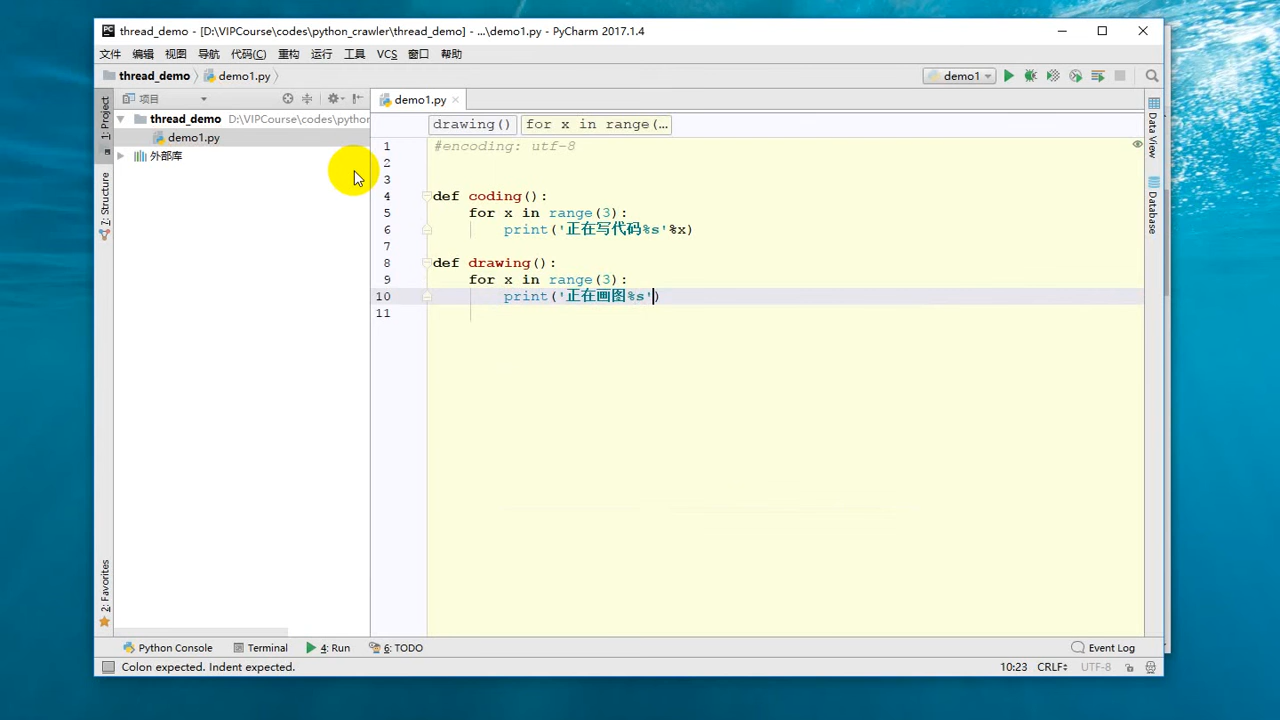 thread_demo - [D:\VIPCourse\codes\python_crawler\thread_demo] - ...\demo1.py - PyCharm 2017.1.4
文件 编辑 视图 导航 代码(C) 重构 运行 工具 VCS 窗口 帮助
thread_demo demo1.py demo1
项目 demo1.py
thread_demo D:\VIPCourse\codes\python
demo1.py
外部库
1: Project
7: Structure
2: Favorites
drawing() for x in range(...
1 #encoding: utf-8
2
3
4 def coding():
5 for x in range(3):
6 print('正在写代码%s'%x)
7
8 def drawing():
9 for x in range(3):
10 print('正在画图%s')
11
Data View
Database
Python Console Terminal 4: Run 6: TODO Event Log
Colon expected. Indent expected. 10:23 CRLF UTF-8